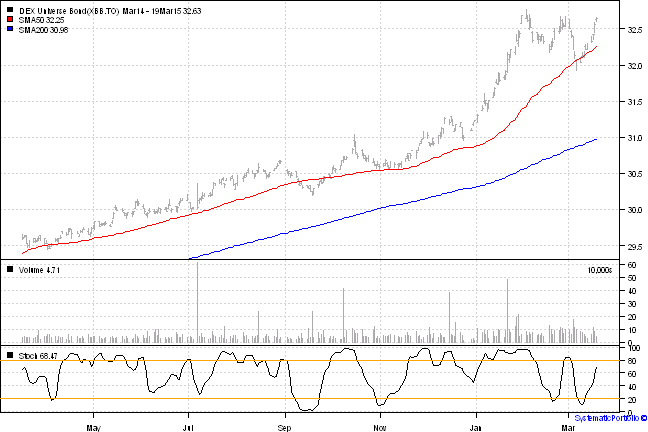 DEX Universe Bond(XBB.TO) Mar14 - 19Mar15 32.63
SMA50 32.25
SMA200 30.98
32.5
32.0
31.5
31.0
30.5
30.0
29.5
Volume 4.71
10,000s
60
50
40
30
20
10
0
Stoch 68.47
100
80
60
40
20
0
May
Jul
Sep
Nov
Jan
Mar
SystematicPortfolio ©